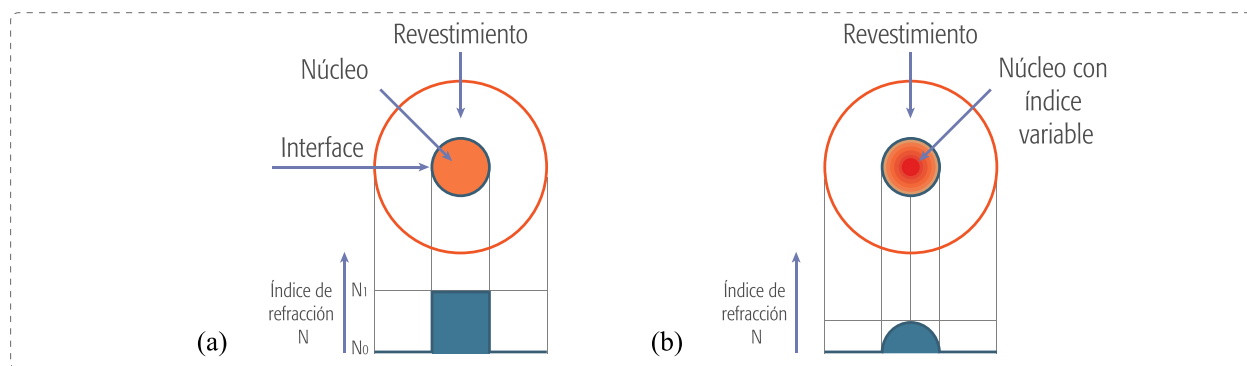 Revestimiento
Núcleo
Interface
Índice de
refracción
N
N1
N0
(a)
Revestimiento
Núcleo con
índice
variable
Índice de
refracción
N
(b)